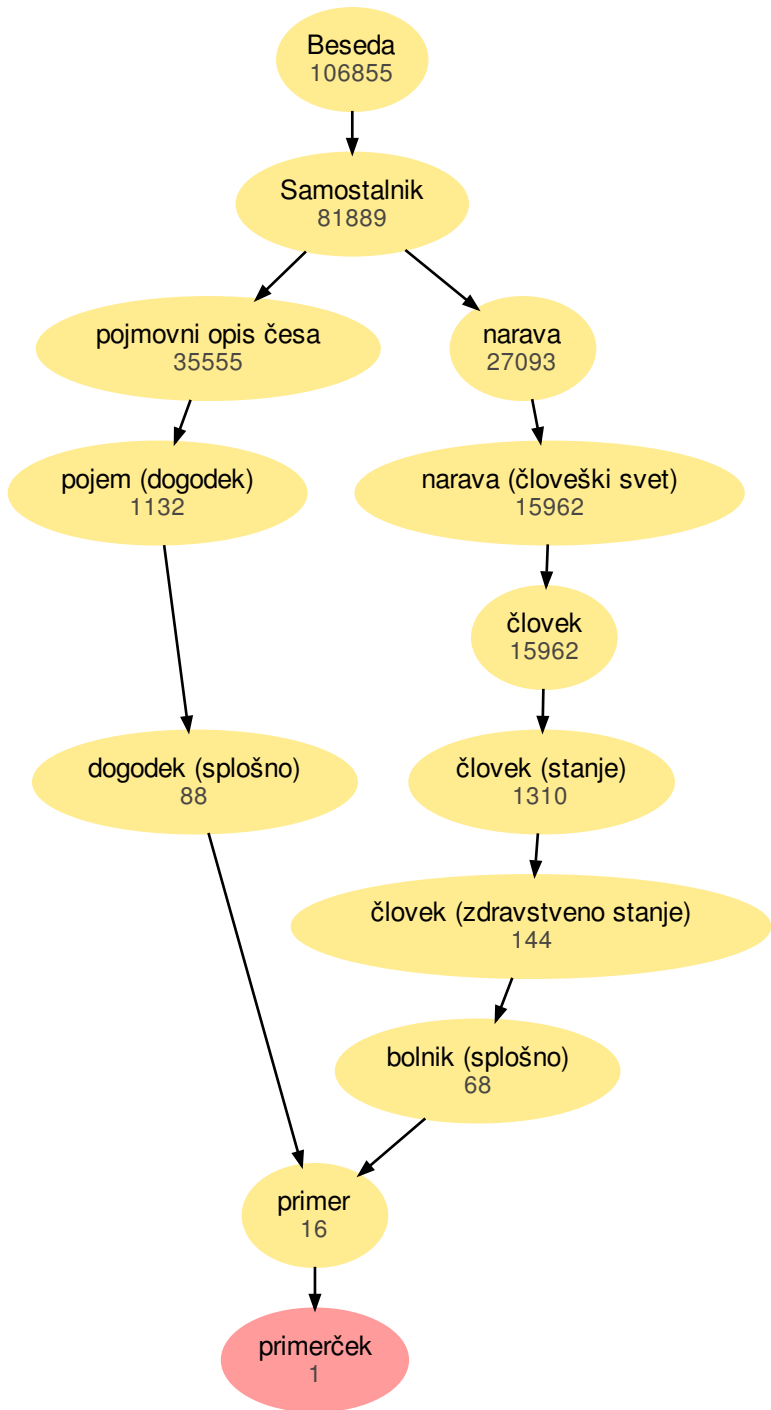 Beseda
106855
Samostalnik
81889
pojmovni opis česa
35555
narava
27093
pojem (dogodek)
1132
narava (človeški svet)
15962
človek
15962
dogodek (splošno)
88
človek (stanje)
1310
človek (zdravstveno stanje)
144
bolnik (splošno)
68
primer
16
primerček
1